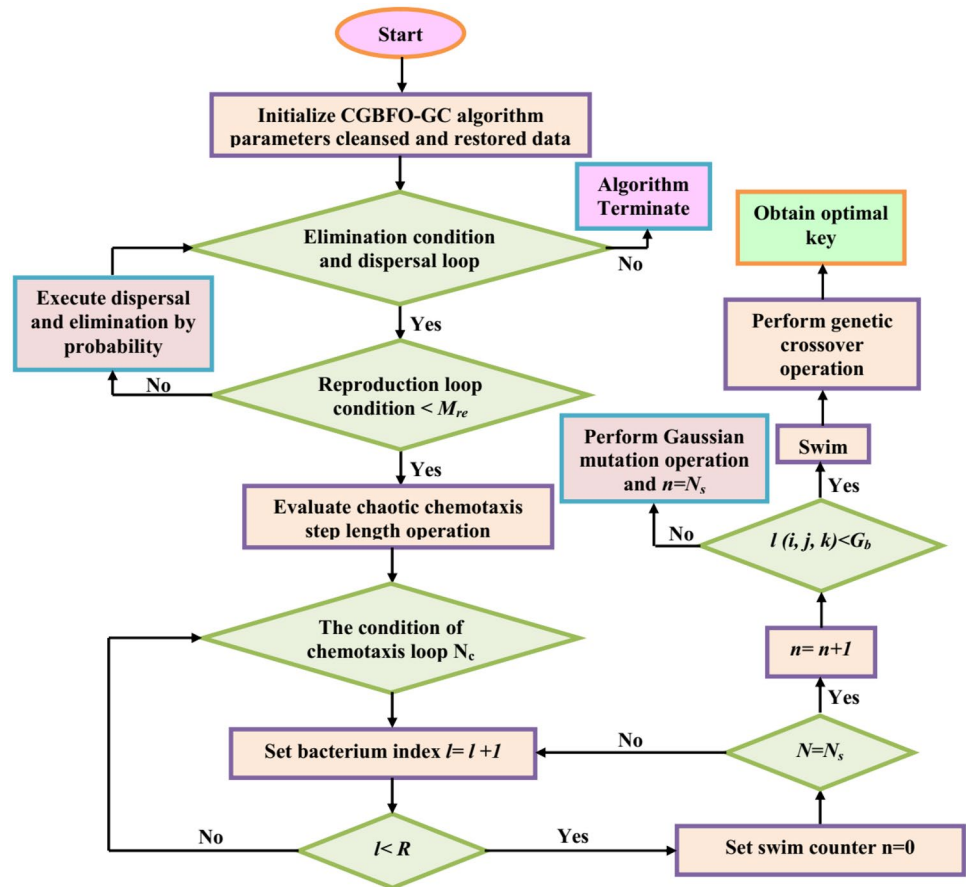 Start
Initialize CGBFO-GC algorithm
parameters cleansed and restored data
Elimination condition
and dispersal loop
No
Algorithm
Terminate
Yes
Execute dispersal
and elimination by
probability
No
Reproduction loop
condition < Mre
Yes
Evaluate chaotic chemotaxis
step length operation
The condition of
chemotaxis loop Nc
Set bacterium index l= l +1
No
l< R
Yes
Set swim counter n=0
No
N=Ns
Yes
n= n+1
l (i, j, k)<Gb
No
Perform Gaussian
mutation operation
and n=Ns
Yes
Swim
Perform genetic
crossover
operation
Obtain optimal
key